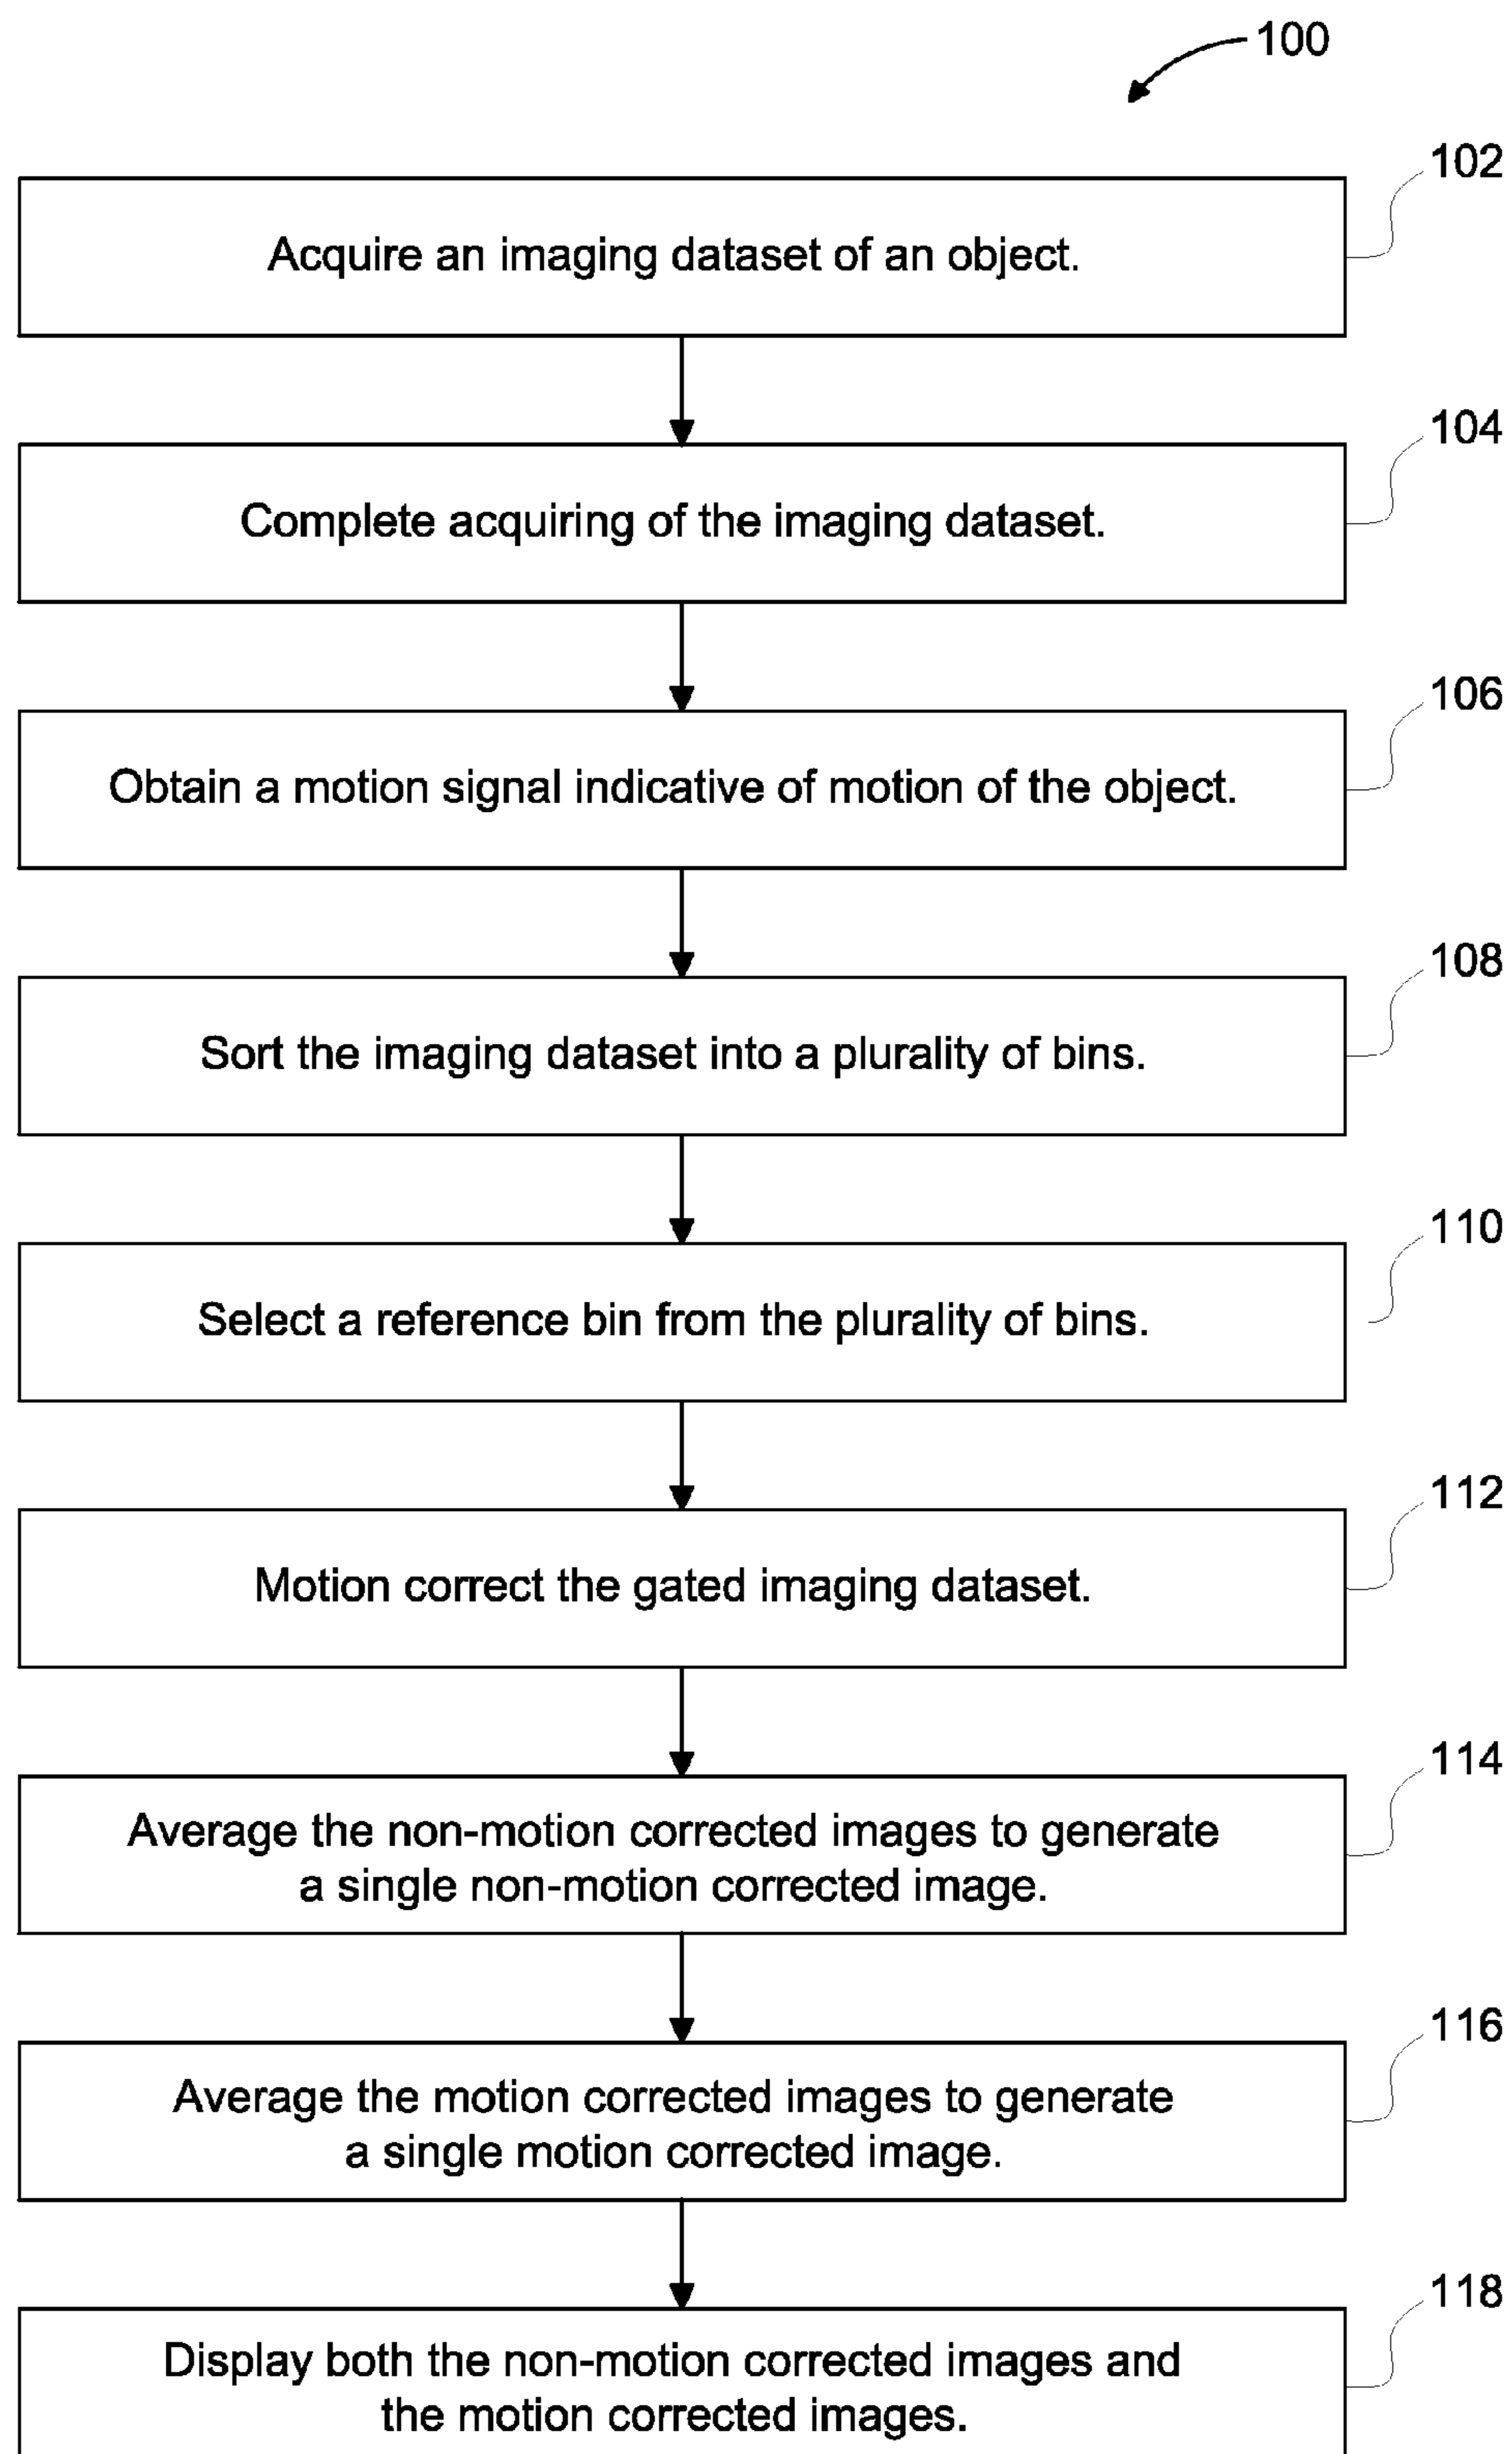 100
102
Acquire an imaging dataset of an object.
104
Complete acquiring of the imaging dataset.
106
Obtain a motion signal indicative of motion of the object.
108
Sort the imaging dataset into a plurality of bins.
110
Select a reference bin from the plurality of bins.
112
Motion correct the gated imaging dataset.
114
Average the non-motion corrected images to generate
a single non-motion corrected image.
116
Average the motion corrected images to generate
a single motion corrected image.
118
Display both the non-motion corrected images and
the motion corrected images.